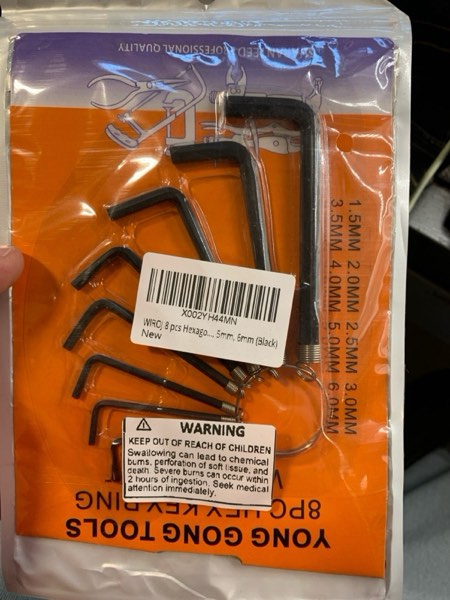 PROFESSIONAL QUALITY
1.5MM 2.0MM 2.5MM 3.0MM
3.5MM 4.0MM 5.0MM 6.0MM
X002YH44MN
8 pcs Hexago..., 5mm, 6mm (Black)
New
WARNING
KEEP OUT OF REACH OF CHILDREN
Swallowing can lead to chemical
burns, perforation of soft tissue, and
death. Severe burns can occur within
2 hours of ingestion. Seek medical
attention immediately.
8PC HEX KEY RING
YONG GONG TOOLS